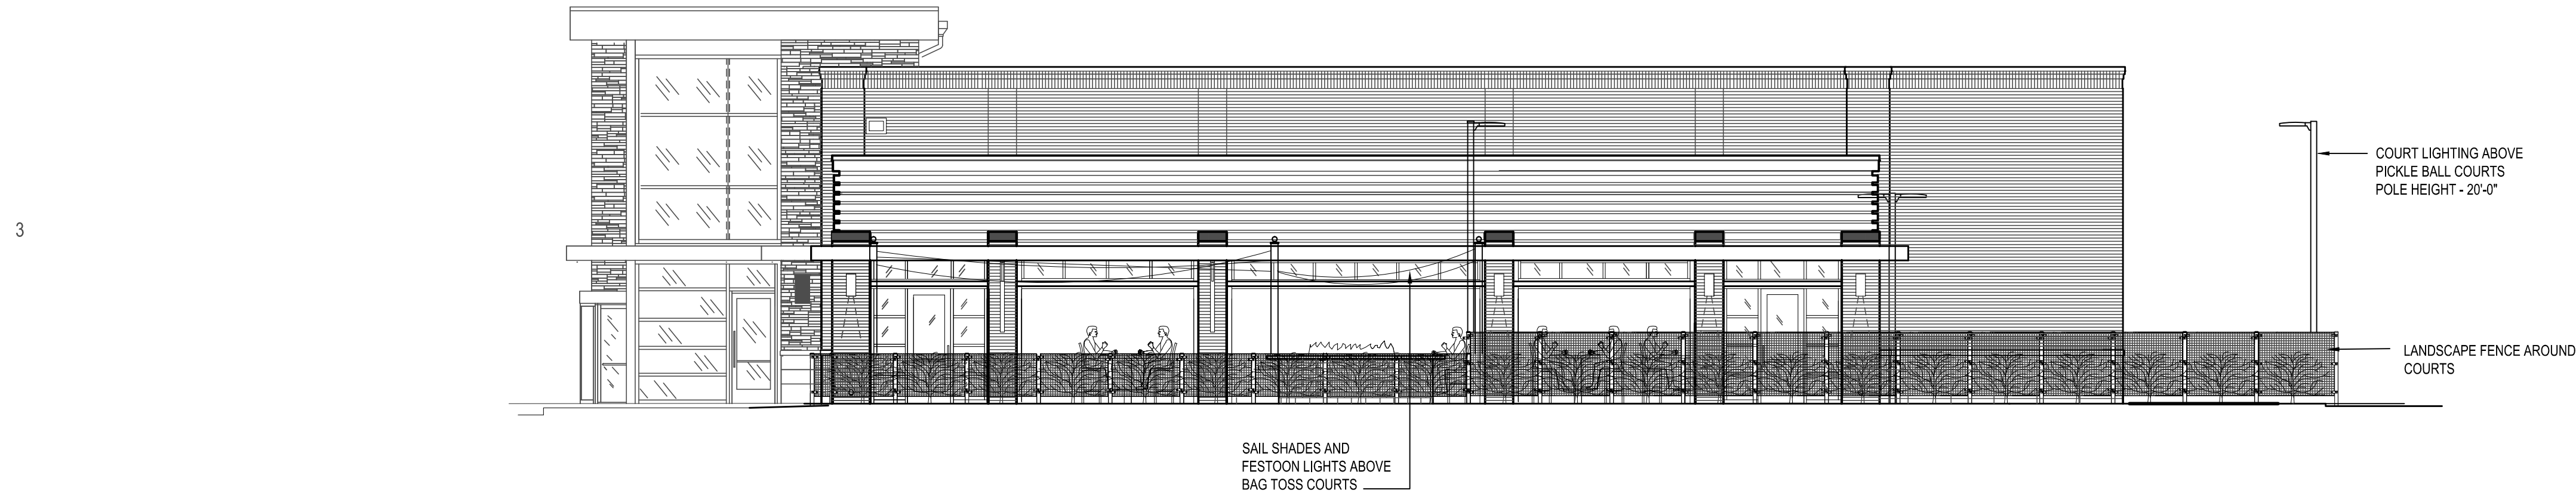 COURT LIGHTING ABOVE
PICKLE BALL COURTS
POLE HEIGHT - 20'-0"
3
LANDSCAPE FENCE AROUND
COURTS
SAIL SHADES AND
FESTOON LIGHTS ABOVE
BAG TOSS COURTS